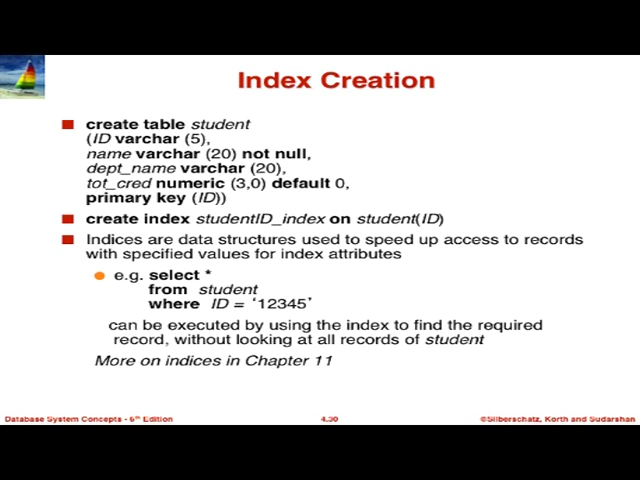 Index Creation
create table student
(ID varchar (5),
name varchar (20) not null,
dept_name varchar (20),
tot_cred numeric (3,0) default 0,
primary key (ID))
create index studentID_index on student(ID)
Indices are data structures used to speed up access to records
with specified values for index attributes
e.g. select *
from student
where ID = ‘12345’
can be executed by using the index to find the required
record, without looking at all records of student
More on indices in Chapter 11
Database System Concepts - 6th Edition
4.30
©Silberschatz, Korth and Sudarshan